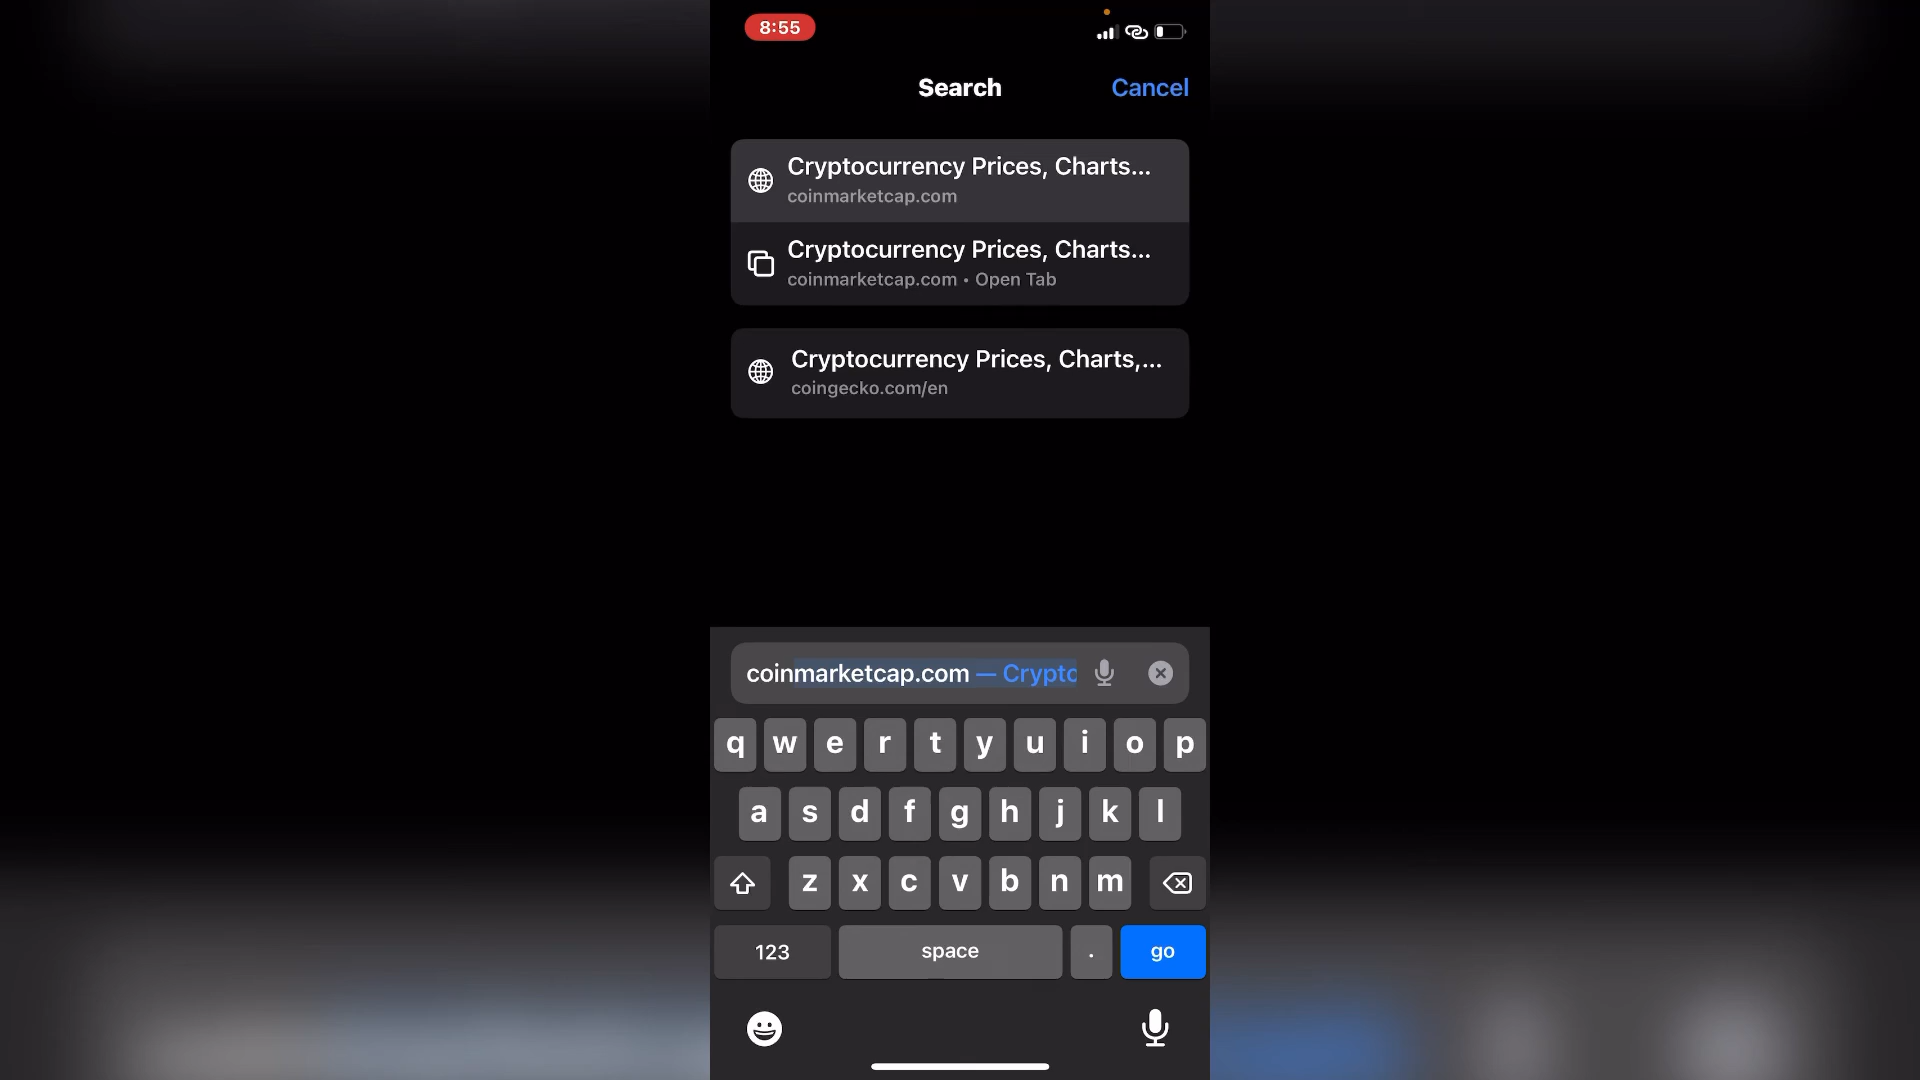 8:55
Search
Cancel
Cryptocurrency Prices, Charts...
coinmarketcap.com
Cryptocurrency Prices, Charts...
coinmarketcap.com • Open Tab
Cryptocurrency Prices, Charts,...
coingecko.com/en
coinmarketcap.com — Crypto
q w e r t y u i o p
a s d f g h j k l
z x c v b n m
123 space . go